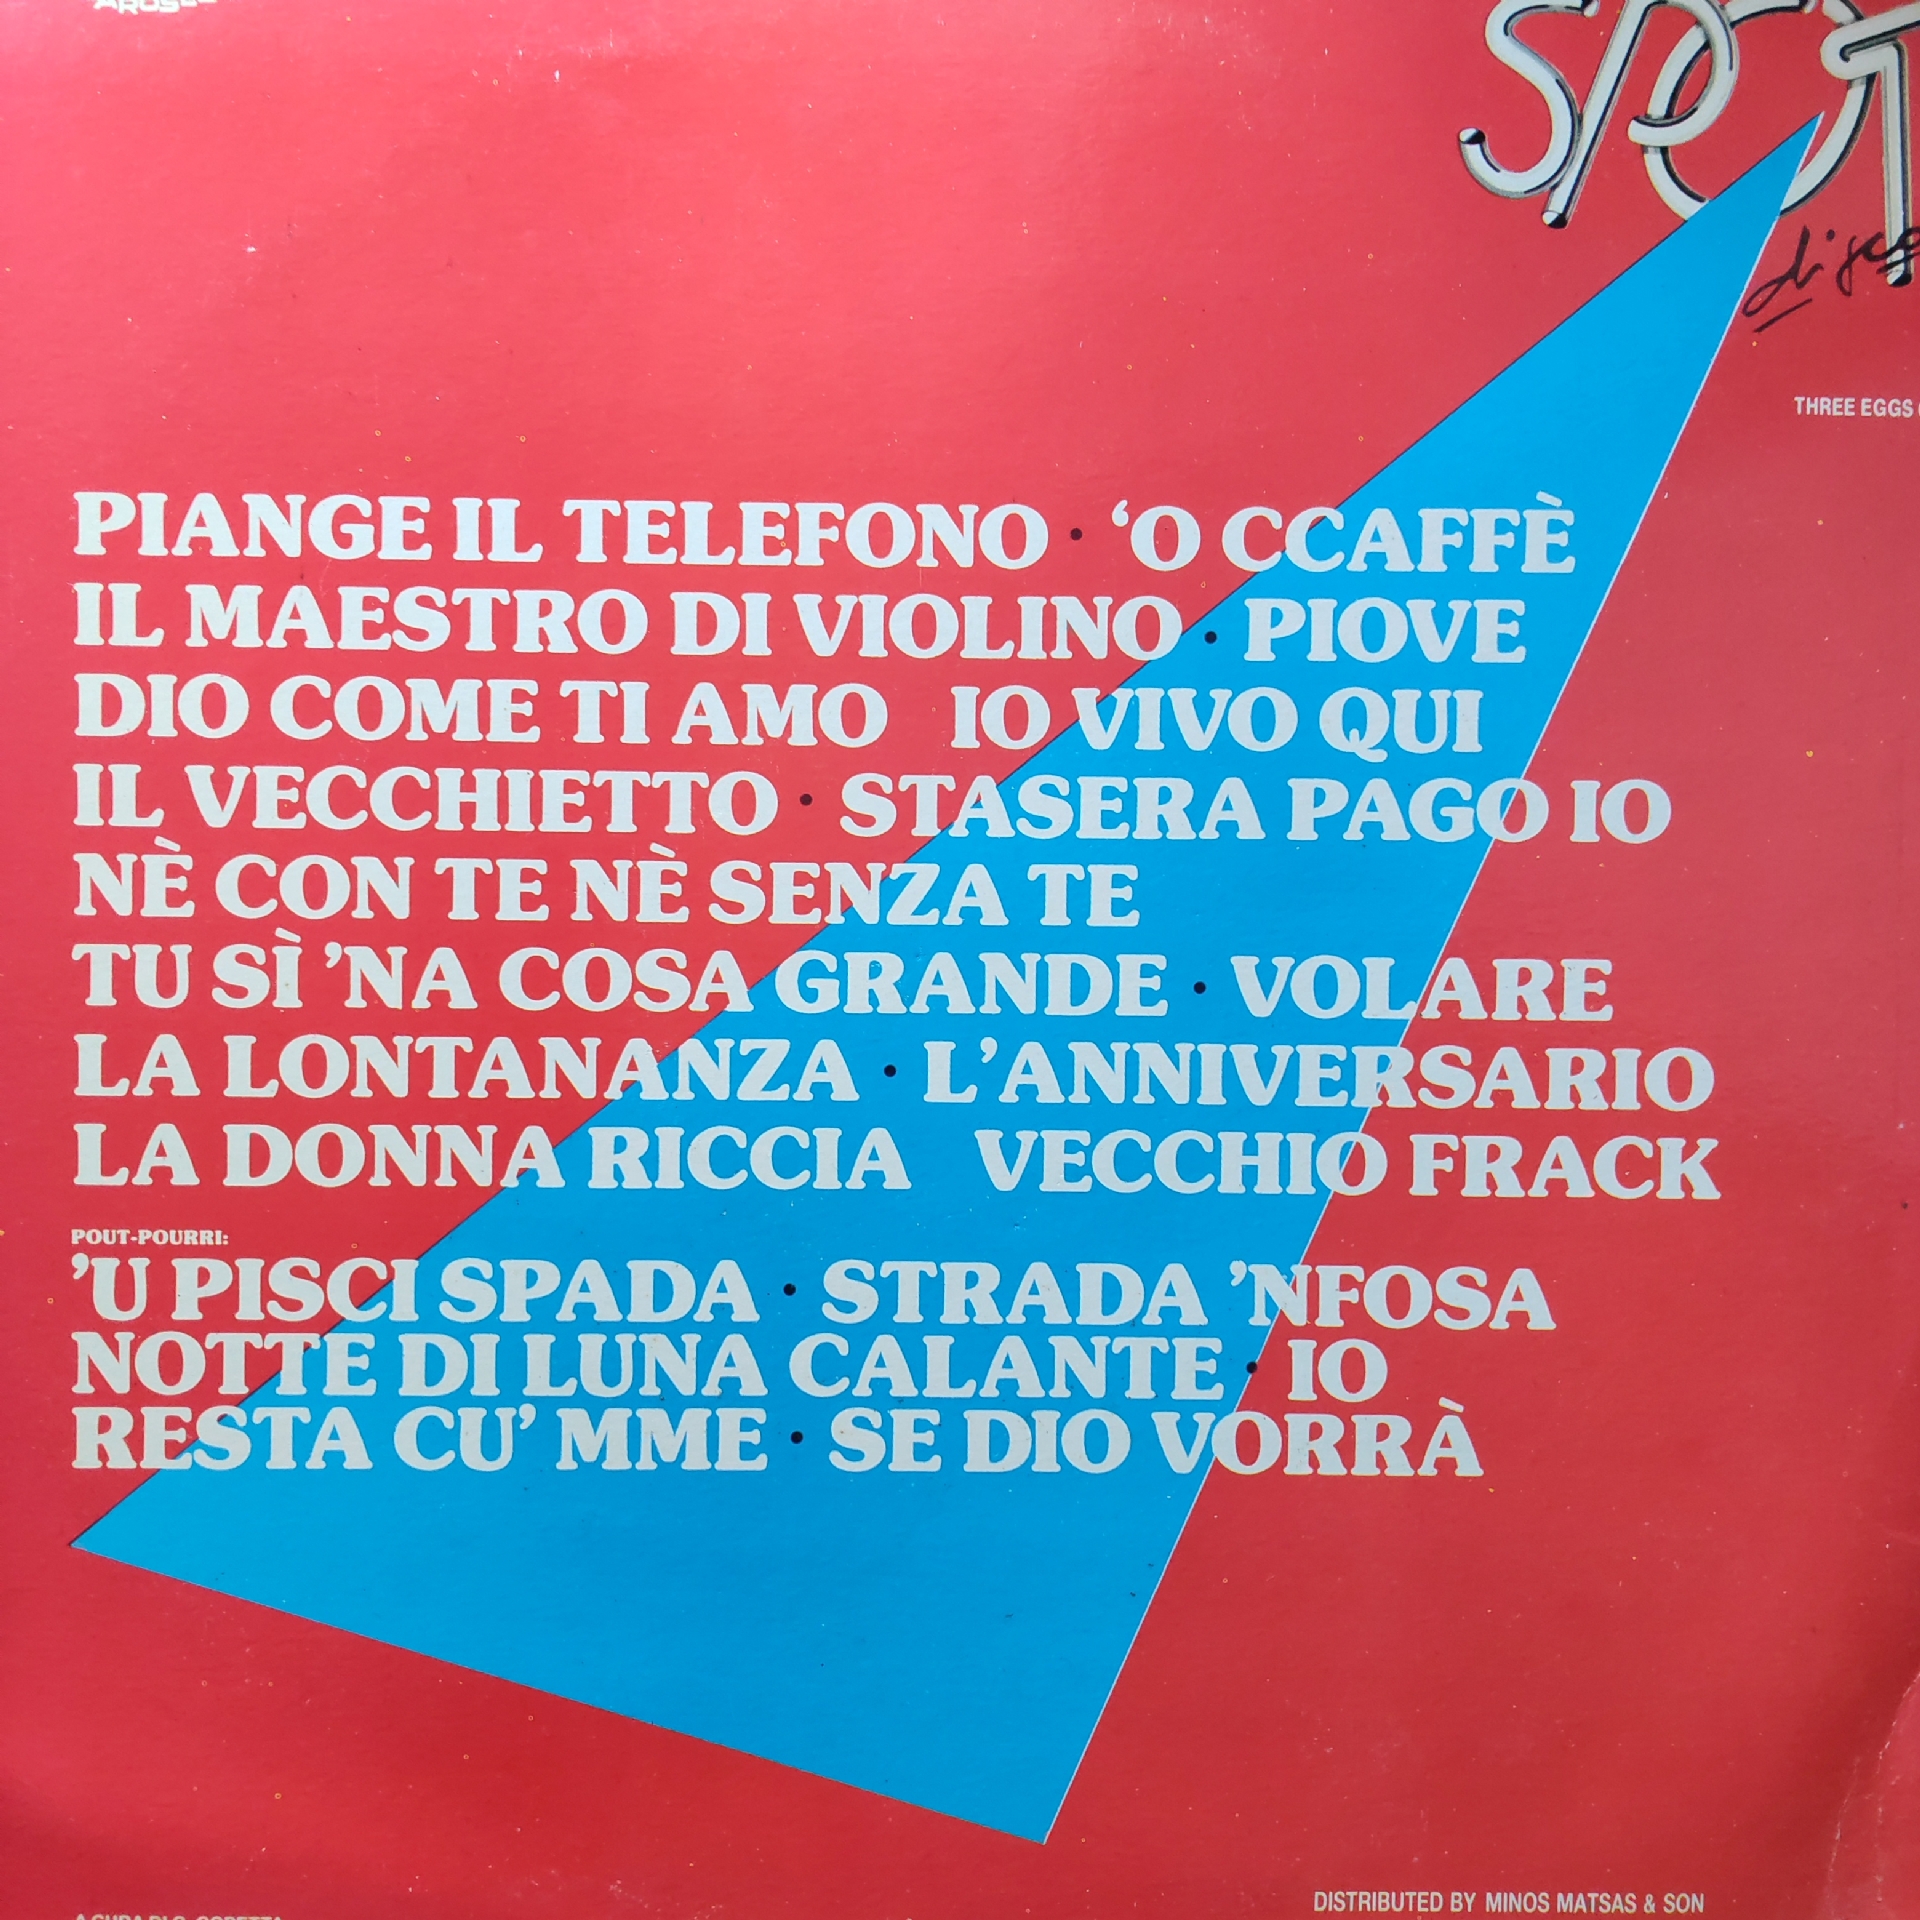 SPOT
THREE EGGS
PIANGE IL TELEFONO · ‘O CCAFFÈ
IL MAESTRO DI VIOLINO · PIOVE
DIO COME TI AMO IO VIVO QUI
IL VECCHIETTO · STASERA PAGO IO
NÈ CON TE NÈ SENZA TE
TU SÌ ’NA COSA GRANDE · VOLARE
LA LONTANANZA · L’ANNIVERSARIO
LA DONNA RICCIA VECCHIO FRACK
POUT-POURRI:
’U PISCI SPADA · STRADA ’NFOSA
NOTTE DI LUNA CALANTE · IO
RESTA CU’ MME · SE DIO VORRÀ
DISTRIBUTED BY MINOS MATSAS & SON